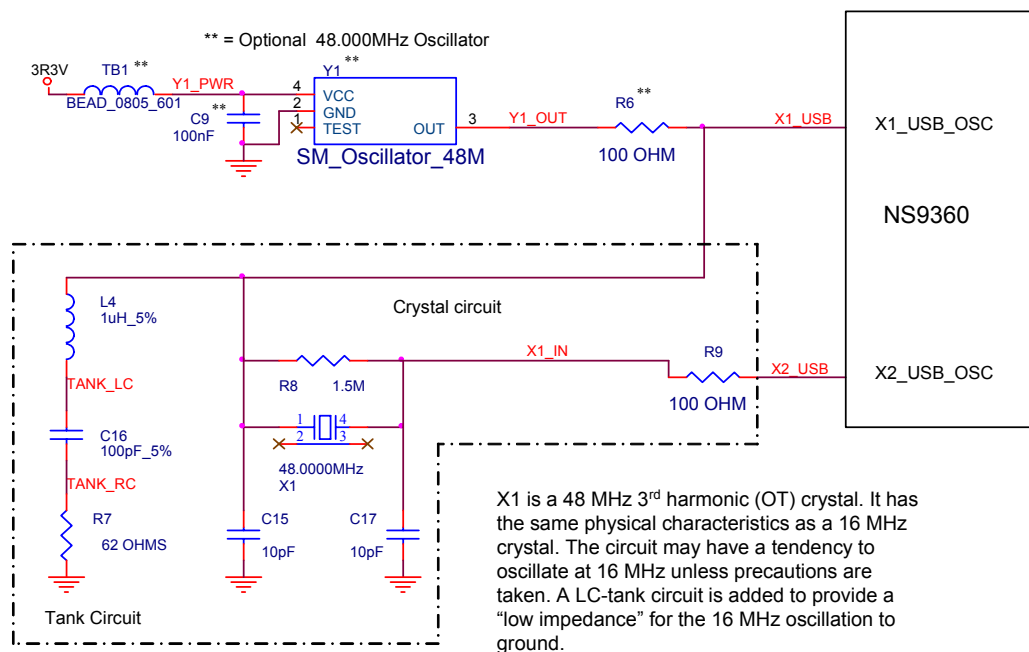 ** = Optional 48.000MHz Oscillator
3R3V
TB1 **
BEAD_0805_601
Y1_PWR
C9 **
100nF
Y1 **
4 VCC
2 GND
1 TEST
OUT 3
SM_Oscillator_48M
Y1_OUT
R6 **
100 OHM
X1_USB
X1_USB_OSC
NS9360
X2_USB_OSC
X2_USB
R9
100 OHM
X1_IN
Crystal circuit
L4
1uH_5%
TANK_LC
C16
100pF_5%
TANK_RC
R7
62 OHMS
Tank Circuit
R8 1.5M
1 4
2 3
48.0000MHz
X1
C15
10pF
C17
10pF
X1 is a 48 MHz 3rd harmonic (OT) crystal. It has
the same physical characteristics as a 16 MHz
crystal. The circuit may have a tendency to
oscillate at 16 MHz unless precautions are
taken. A LC-tank circuit is added to provide a
“low impedance” for the 16 MHz oscillation to
ground.